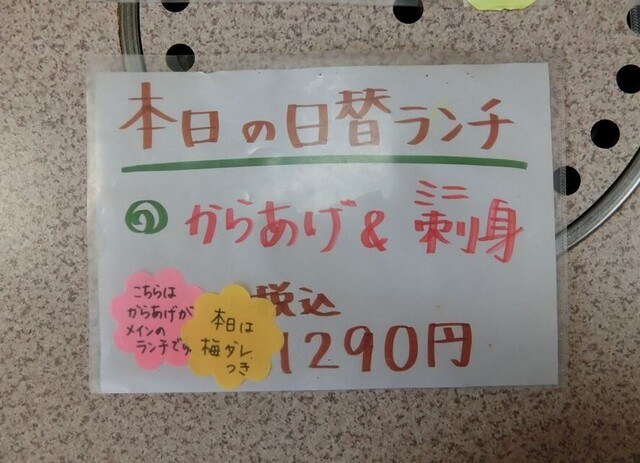 本日の日替ランチ
からあげ&ミニ刺身
税込
1290円
こちらは
からあげが
メインの
ランチです
本日は
梅ダレ
つき